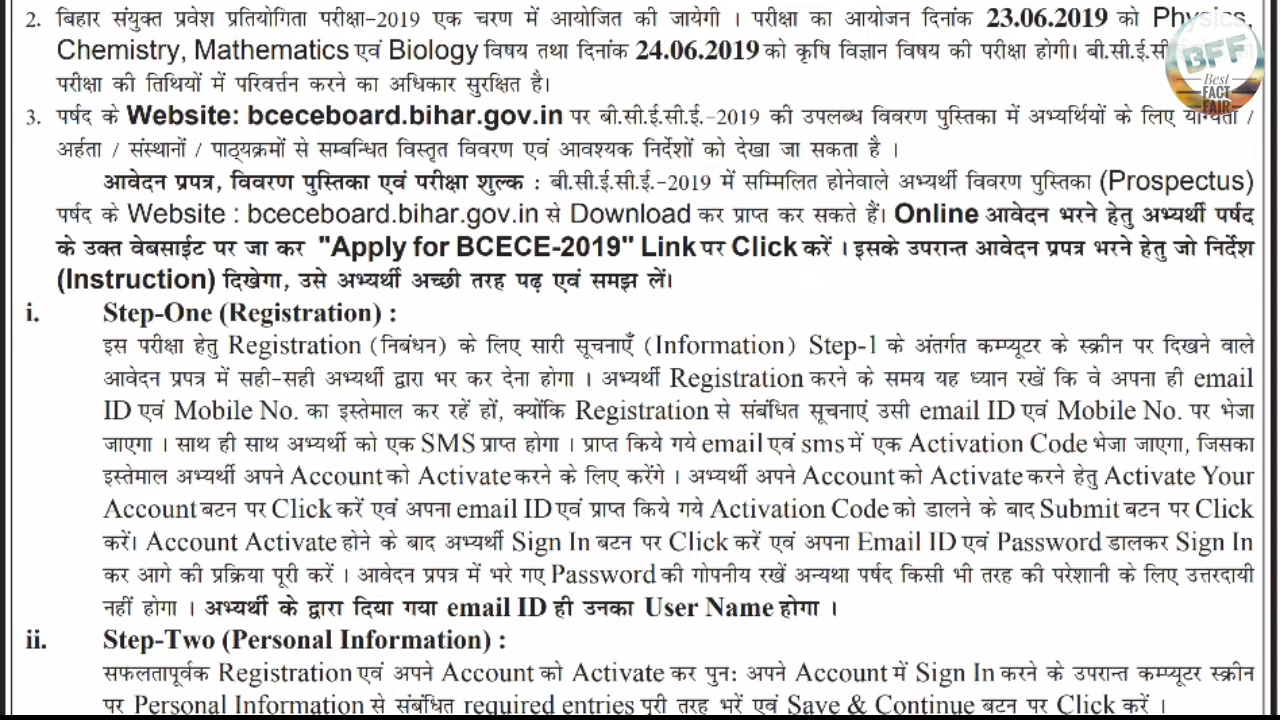 2. बिहार संयुक्त प्रवेश प्रतियोगिता परीक्षा-2019 एक चरण में आयोजित की जायेगी । परीक्षा का आयोजन दिनांक 23.06.2019 को Physics,
Chemistry, Mathematics एवं Biology विषय तथा दिनांक 24.06.2019 को कृषि विज्ञान विषय की परीक्षा होगी। बी.सी.ई.सी
परीक्षा की तिथियों में परिवर्त्तन करने का अधिकार सुरक्षित है।
3. पर्षद के Website: bceceboard.bihar.gov.in पर बी.सी.ई.सी.ई.-2019 की उपलब्ध विवरण पुस्तिका में अभ्यर्थियों के लिए योग्यता /
अर्हता / संस्थानों / पाठ्यक्रमों से सम्बन्धित विस्तृत विवरण एवं आवश्यक निर्देशों को देखा जा सकता है ।
आवेदन प्रपत्र, विवरण पुस्तिका एवं परीक्षा शुल्क : बी.सी.ई.सी.ई.-2019 में सम्मिलित होनेवाले अभ्यर्थी विवरण पुस्तिका (Prospectus)
पर्षद के Website : bceceboard.bihar.gov.in से Download कर प्राप्त कर सकते हैं। Online आवेदन भरने हेतु अभ्यर्थी पर्षद
के उक्त वेबसाईट पर जा कर "Apply for BCECE-2019" Link पर Click करें । इसके उपरान्त आवेदन प्रपत्र भरने हेतु जो निर्देश
(Instruction) दिखेगा, उसे अभ्यर्थी अच्छी तरह पढ़ एवं समझ लें।
i. Step-One (Registration) :
इस परीक्षा हेतु Registration (निबंधन) के लिए सारी सूचनाएँ (Information) Step-1 के अंतर्गत कम्प्यूटर के स्क्रीन पर दिखने वाले
आवेदन प्रपत्र में सही-सही अभ्यर्थी द्वारा भर कर देना होगा । अभ्यर्थी Registration करने के समय यह ध्यान रखें कि वे अपना ही email
ID एवं Mobile No. का इस्तेमाल कर रहें हों, क्योंकि Registration से संबंधित सूचनाएं उसी email ID एवं Mobile No. पर भेजा
जाएगा । साथ ही साथ अभ्यर्थी को एक SMS प्राप्त होगा । प्राप्त किये गये email एवं sms में एक Activation Code भेजा जाएगा, जिसका
इस्तेमाल अभ्यर्थी अपने Account को Activate करने के लिए करेंगे । अभ्यर्थी अपने Account को Activate करने हेतु Activate Your
Account बटन पर Click करें एवं अपना email ID एवं प्राप्त किये गये Activation Code को डालने के बाद Submit बटन पर Click
करें। Account Activate होने के बाद अभ्यर्थी Sign In बटन पर Click करें एवं अपना Email ID एवं Password डालकर Sign In
कर आगे की प्रक्रिया पूरी करें । आवेदन प्रपत्र में भरे गए Password की गोपनीय रखें अन्यथा पर्षद किसी भी तरह की परेशानी के लिए उत्तरदायी
नहीं होगा । अभ्यर्थी के द्वारा दिया गया email ID ही उनका User Name होगा ।
ii. Step-Two (Personal Information) :
सफलतापूर्वक Registration एवं अपने Account को Activate कर पुनः अपने Account में Sign In करने के उपरान्त कम्प्यूटर स्क्रीन
पर Personal Information से संबंधित required entries पूरी तरह भरें एवं Save & Continue बटन पर Click करें ।
BFF
Best
FACT
FAIR